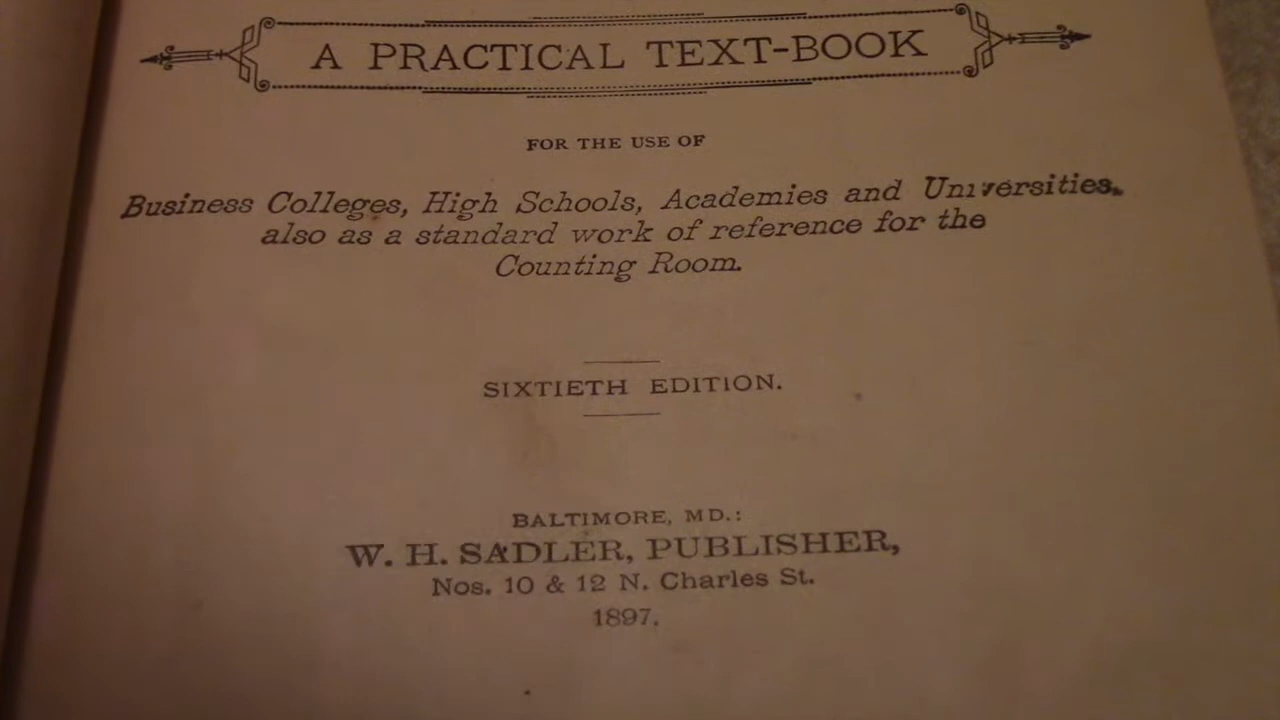 A PRACTICAL TEXT-BOOK
FOR THE USE OF
Business Colleges, High Schools, Academies and Universities,
also as a standard work of reference for the
Counting Room.
SIXTIETH EDITION.
BALTIMORE, MD.:
W. H. SADLER, PUBLISHER,
Nos. 10 & 12 N. Charles St.
1897.